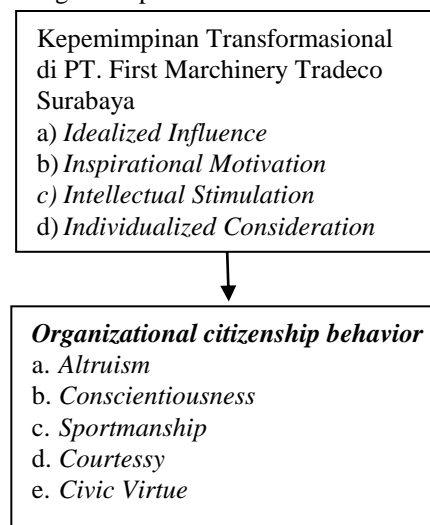 Kepemimpinan Transformasional
di PT. First Marchinery Tradeco
Surabaya
a) Idealized Influence
b) Inspirational Motivation
c) Intellectual Stimulation
d) Individualized Consideration
Organizational citizenship behavior
a. Altruism
b. Conscientiousness
c. Sportmanship
d. Courtessy
e. Civic Virtue